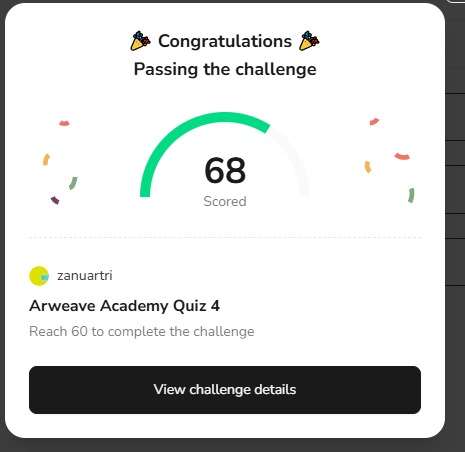 Congratulations
Passing the challenge
68
Scored
zanuartri
Arweave Academy Quiz 4
Reach 60 to complete the challenge
View challenge details